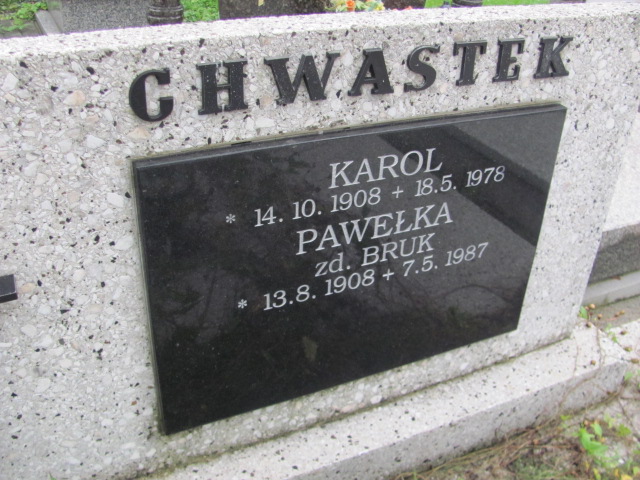 CHWASTEK
KAROL
* 14. 10. 1908 + 18. 5. 1978
PAWEŁKA
zd. BRUK
* 13. 8. 1908 + 7. 5. 1987